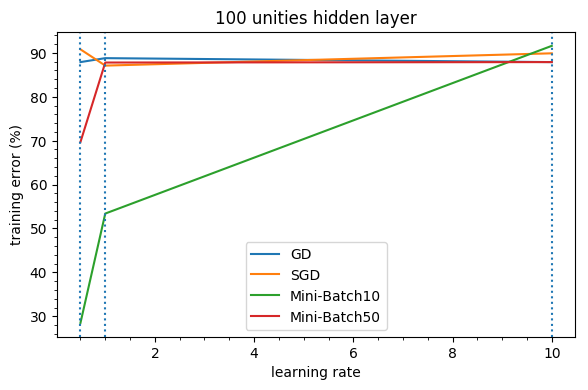 100 unities hidden layer
training error (%)
90
80
70
60
50
40
30
GD
SGD
Mini-Batch10
Mini-Batch50
2
4
6
8
10
learning rate